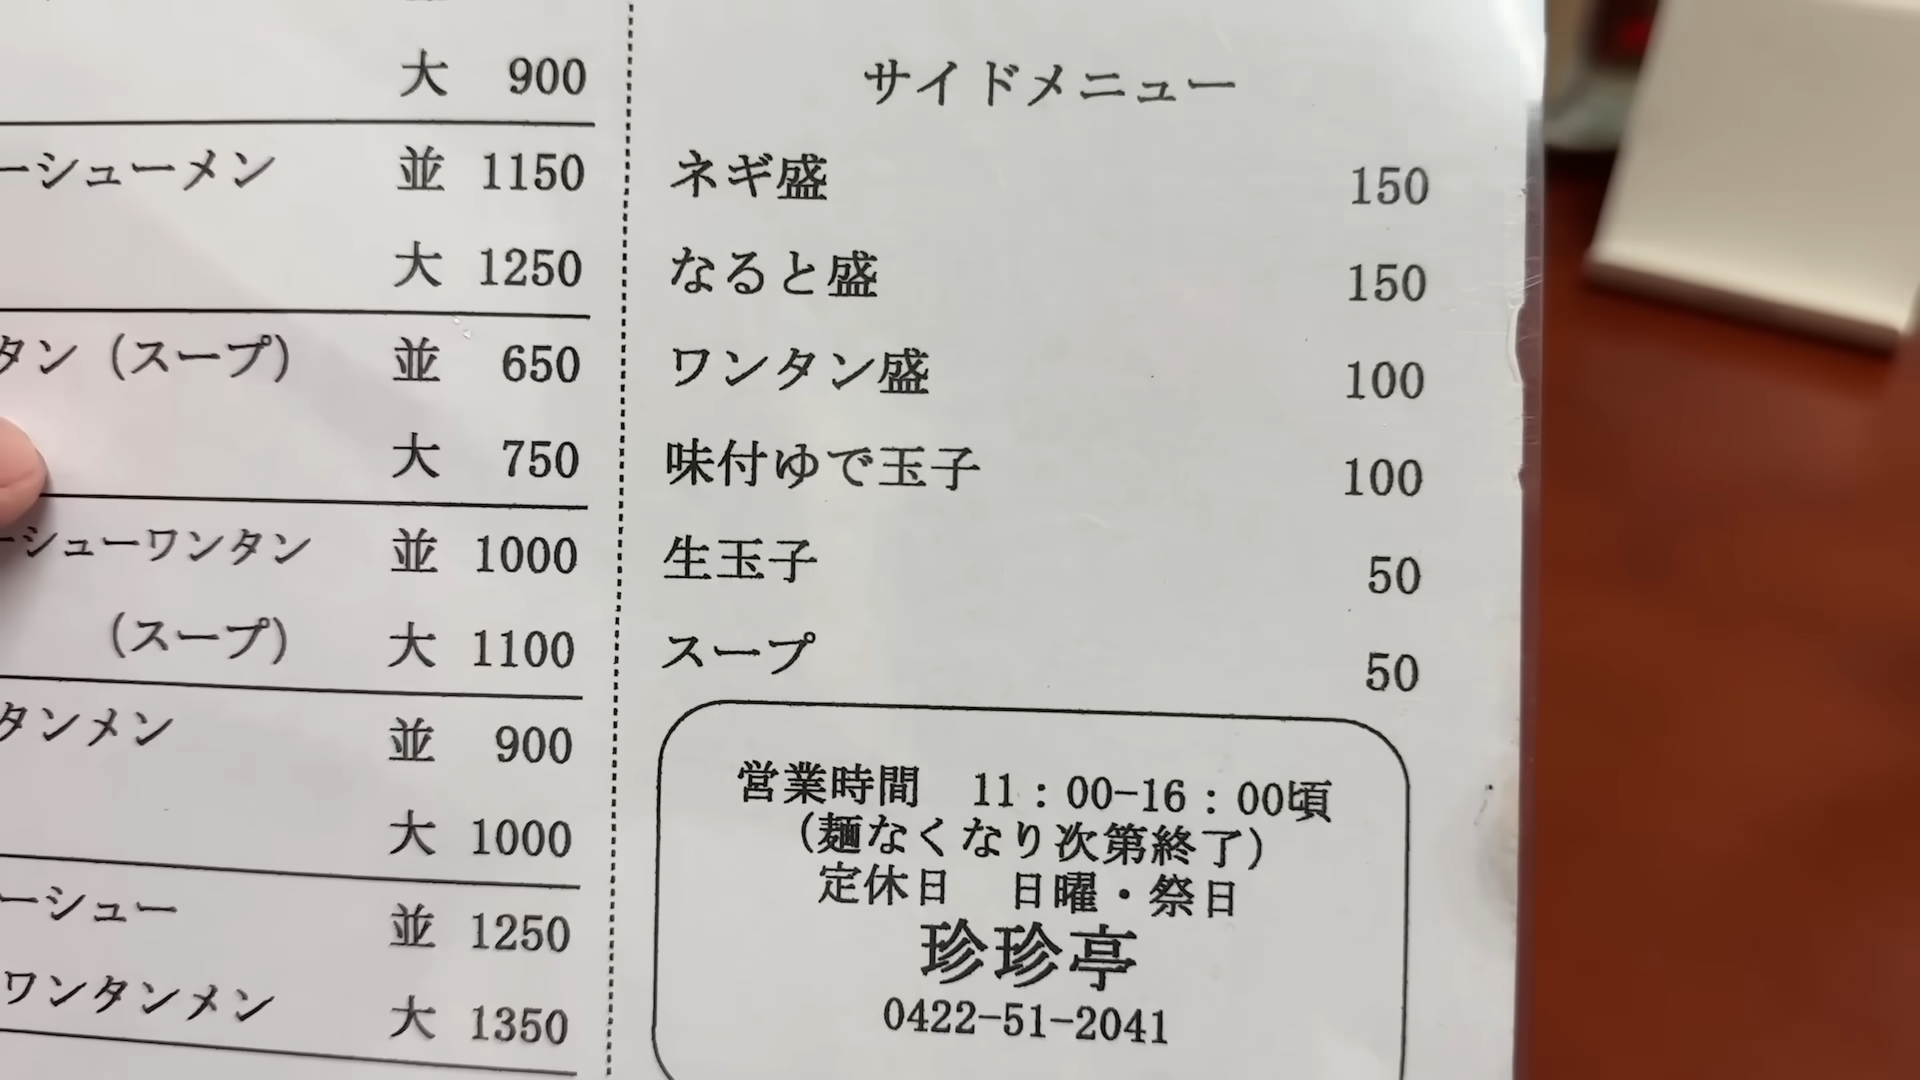 大 900
ーシューメン 並 1150
大 1250
タン（スープ） 並 650
大 750
ーシューワンタン 並 1000
（スープ） 大 1100
タンメン 並 900
大 1000
ーシュー 並 1250
ワンタンメン 大 1350
サイドメニュー
ネギ盛 150
なると盛 150
ワンタン盛 100
味付ゆで玉子 100
生玉子 50
スープ 50
営業時間 11：00-16：00頃
（麺なくなり次第終了）
定休日 日曜・祭日
珍珍亭
0422-51-2041